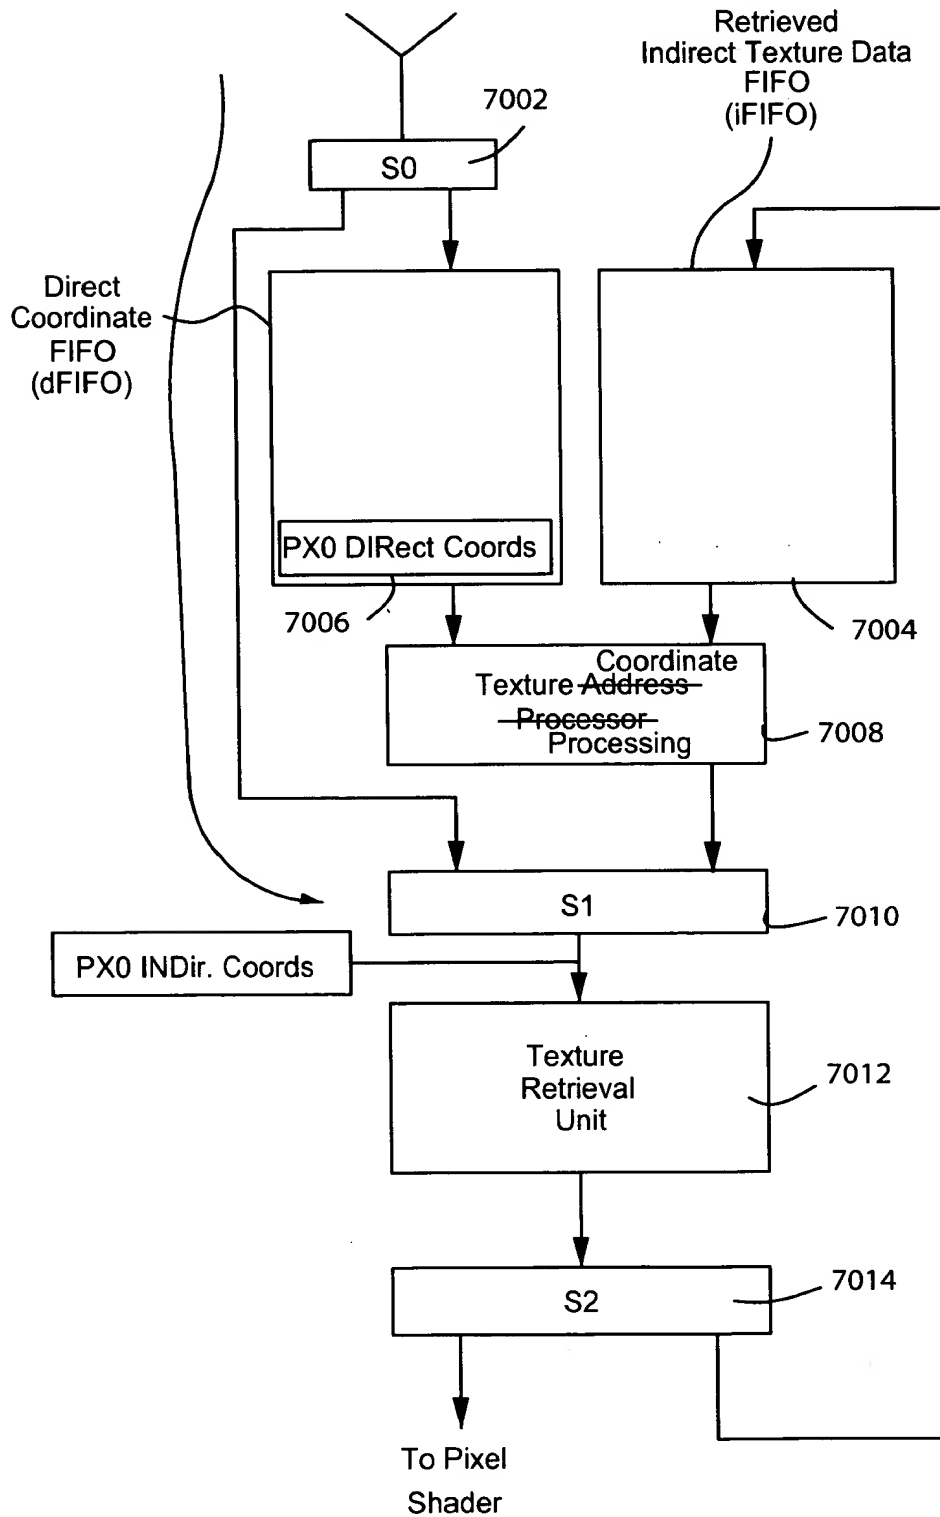 Retrieved
Indirect Texture Data
FIFO
(iFIFO)
7002
S0
Direct
Coordinate
FIFO
(dFIFO)
PX0 DIRect Coords
7006
7004
Coordinate
Texture Address
Processor
Processing
7008
S1
7010
PX0 INDir. Coords
Texture
Retrieval
Unit
7012
S2
7014
To Pixel
Shader